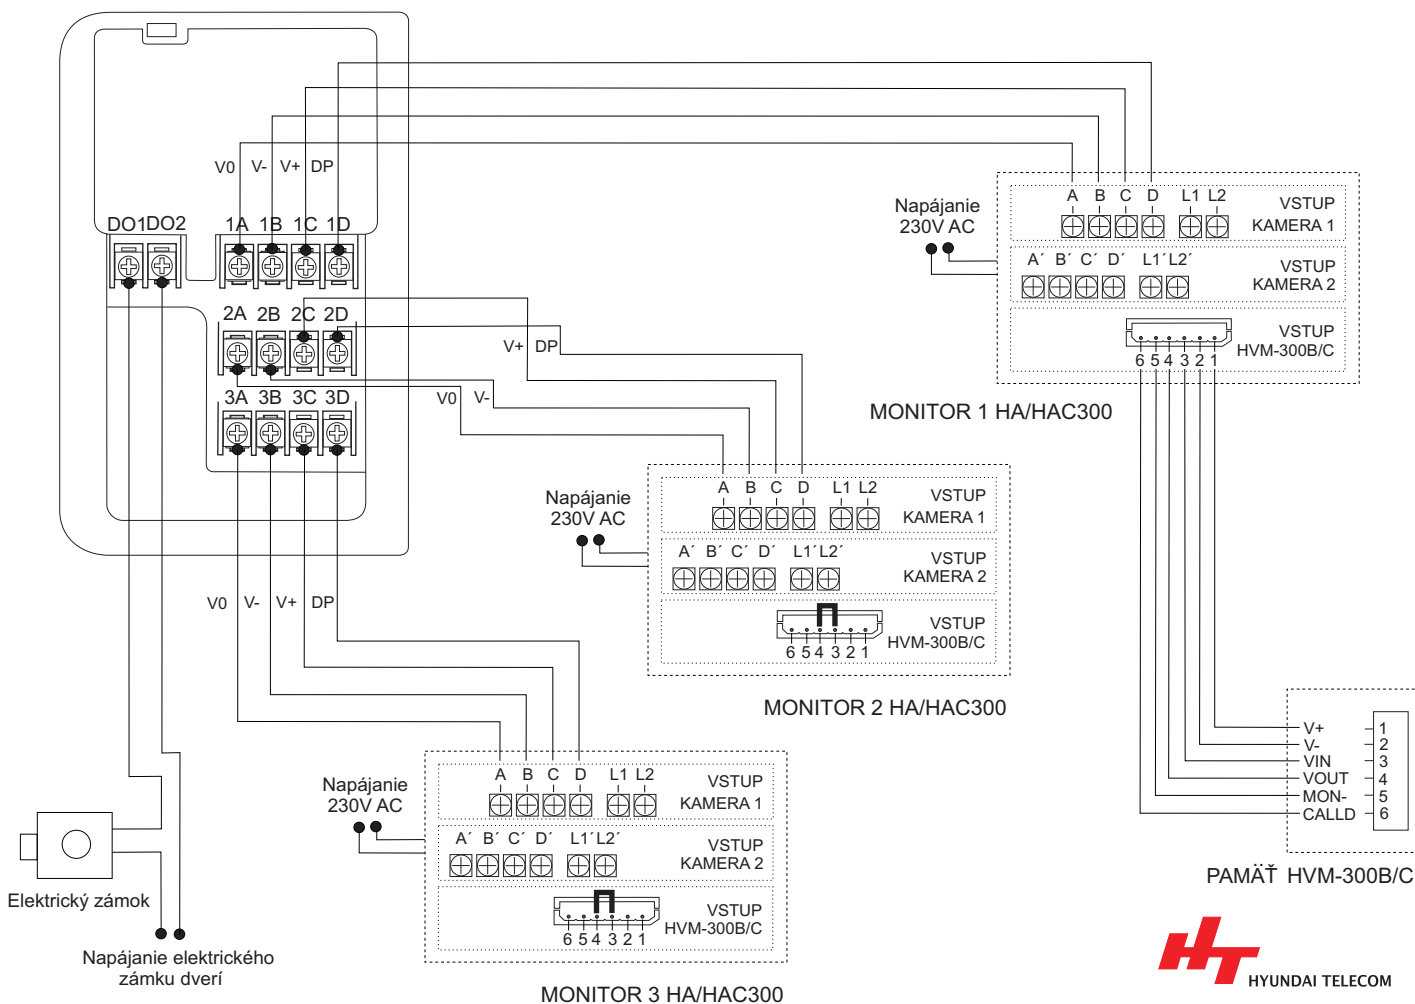 V0 V- V+ DP
DO1 DO2 1A 1B 1C 1D
2A 2B 2C 2D
3A 3B 3C 3D
V+ DP
V0 V-
V0 V- V+ DP
Napájanie
230V AC
A B C D L1 L2
VSTUP
KAMERA 1
A´ B´ C´ D´ L1´ L2´
VSTUP
KAMERA 2
VSTUP
HVM-300B/C
6 5 4 3 2 1
MONITOR 1 HA/HAC300
Napájanie
230V AC
A B C D L1 L2
VSTUP
KAMERA 1
A´ B´ C´ D´ L1´ L2´
VSTUP
KAMERA 2
VSTUP
HVM-300B/C
6 5 4 3 2 1
MONITOR 2 HA/HAC300
Napájanie
230V AC
A B C D L1 L2
VSTUP
KAMERA 1
A´ B´ C´ D´ L1´ L2´
VSTUP
KAMERA 2
VSTUP
HVM-300B/C
6 5 4 3 2 1
MONITOR 3 HA/HAC300
V+ 1
V- 2
VIN 3
VOUT 4
MON- 5
CALLD 6
PAMÄŤ HVM-300B/C
Elektrický zámok
Napájanie elektrického
zámku dverí
HT
HYUNDAI TELECOM